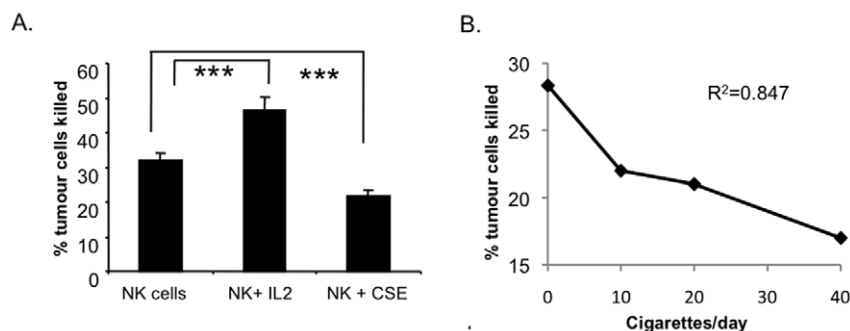 A.
60
50
40
30
20
10
0
% tumour cells killed
***
***
NK cells
NK+ IL2
NK + CSE
B.
30
25
20
15
% tumour cells killed
R²=0.847
0
10
20
30
40
Cigarettes/day